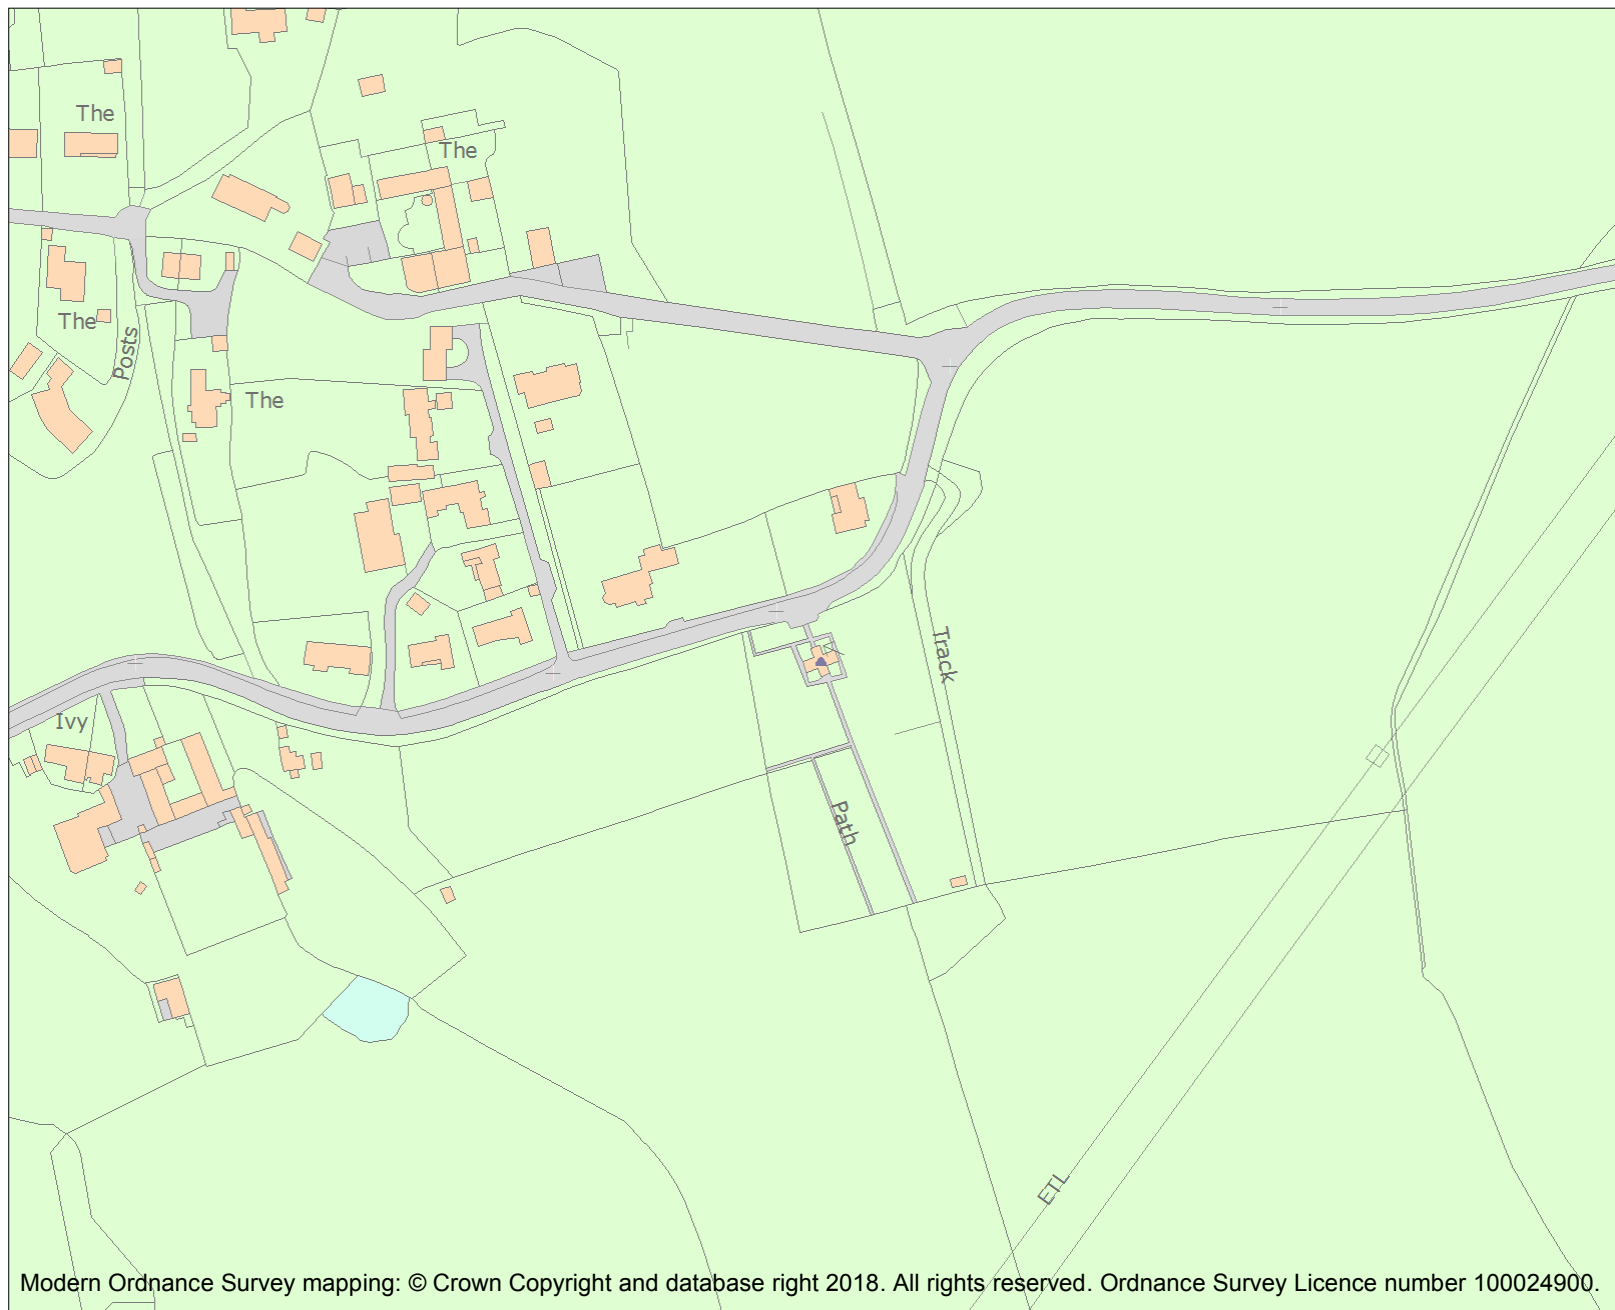 The
The
The
Posts
The
Track
Ivy
Path
ETL
Modern Ordnance Survey mapping: © Crown Copyright and database right 2018. All rights reserved. Ordnance Survey Licence number 100024900.